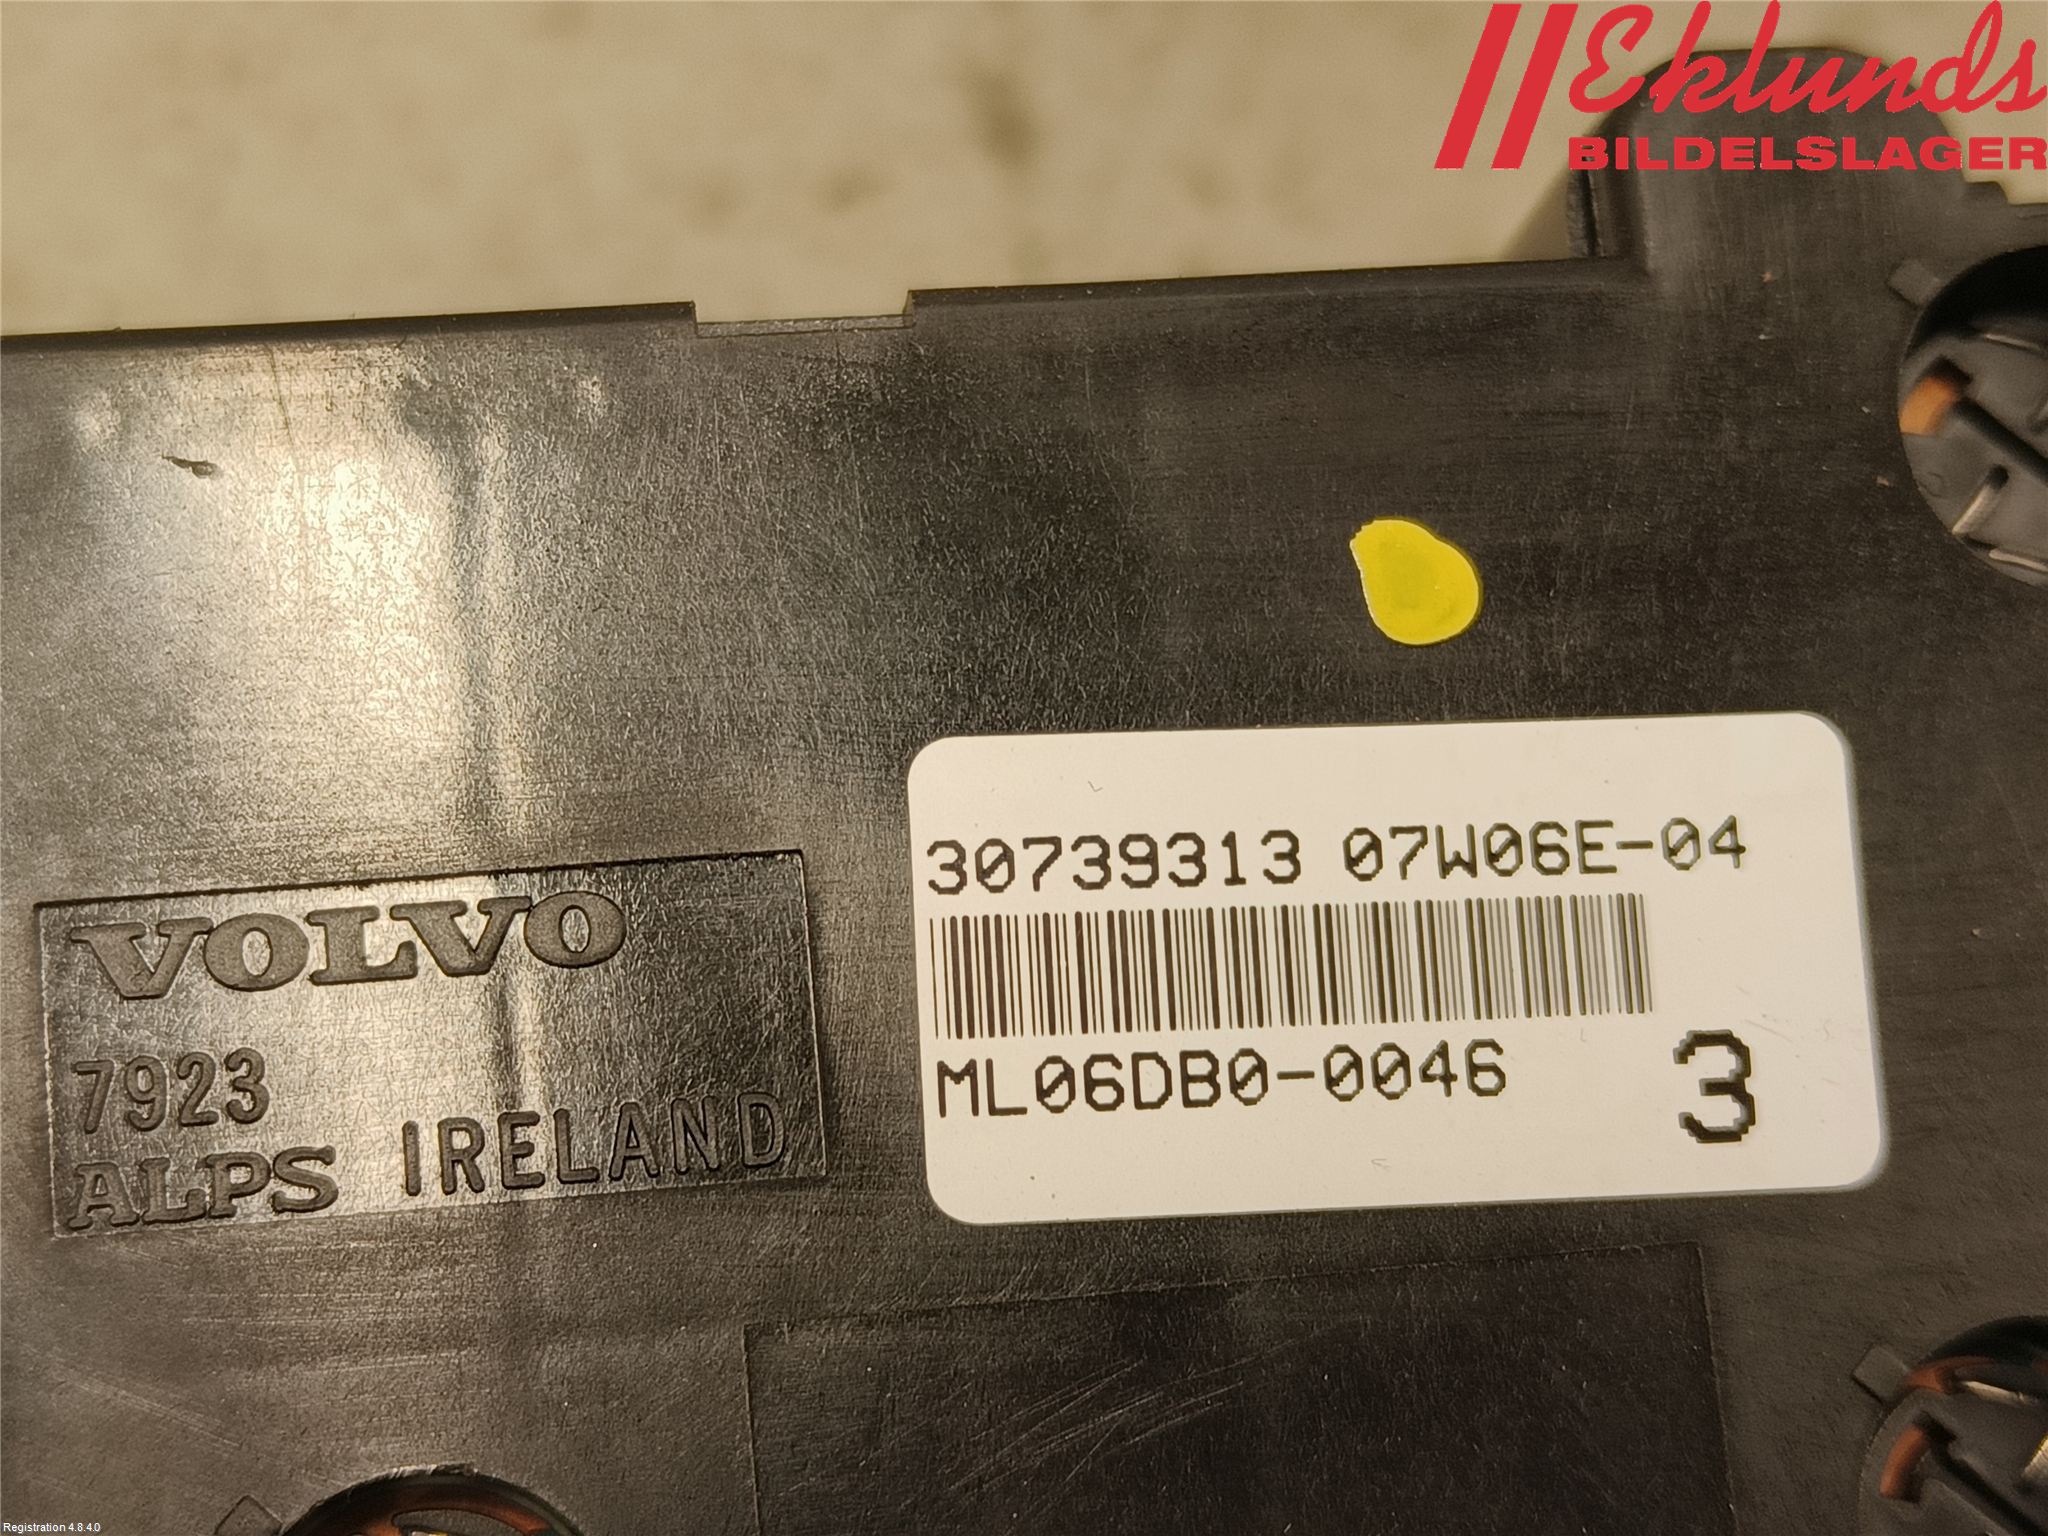 Eklunds
BILDELSLAGER
30739313 07W06E-04
VOLVO
ML06DB0-0046 3
7923
ALPS IRELAND
Registration 4.8.4.0